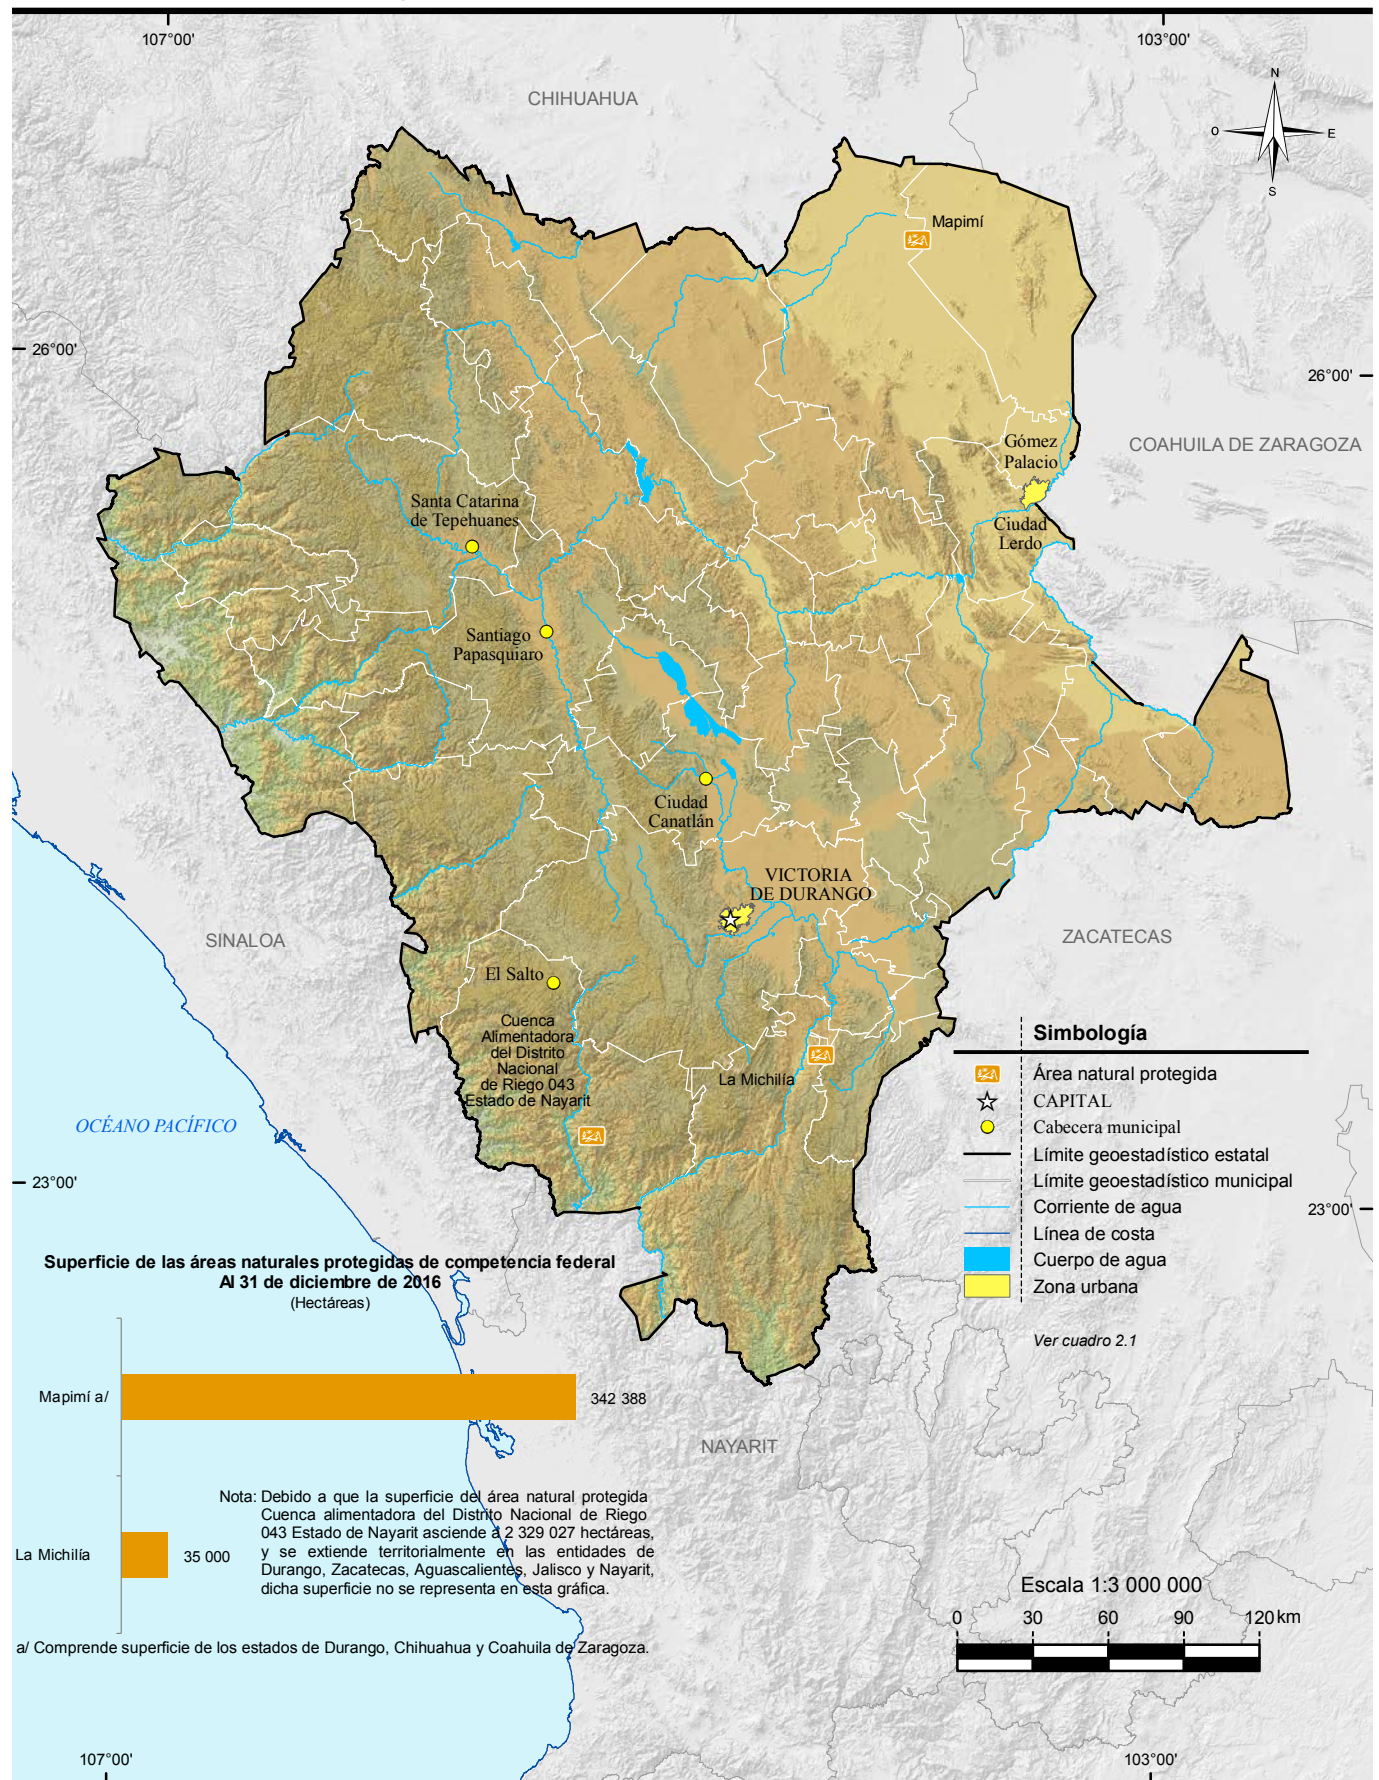 107°00'
103°00'
N
O
E
S
CHIHUAHUA
Mapimí
26°00'
26°00'
Gómez
Palacio
COAHUILA DE ZARAGOZA
Santa Catarina
de Tepehuanes
Ciudad
Lerdo
Santiago
Papasquiaro
Ciudad
Canatlán
VICTORIA
DE DURANGO
SINALOA
ZACATECAS
El Salto
Cuenca
Alimentadora
del Distrito
Nacional
de Riego 043
Estado de Nayarit
La Michilía
OCÉANO PACÍFICO
Simbología
Área natural protegida
CAPITAL
Cabecera municipal
Límite geoestadístico estatal
Límite geoestadístico municipal
Corriente de agua
Línea de costa
Cuerpo de agua
Zona urbana
Ver cuadro 2.1
23°00'
23°00'
Superficie de las áreas naturales protegidas de competencia federal
Al 31 de diciembre de 2016
(Hectáreas)
Mapimí a/
342 388
NAYARIT
Nota: Debido a que la superficie del área natural protegida
Cuenca alimentadora del Distrito Nacional de Riego
043 Estado de Nayarit asciende a 2 329 027 hectáreas,
y se extiende territorialmente en las entidades de
Durango, Zacatecas, Aguascalientes, Jalisco y Nayarit,
dicha superficie no se representa en esta gráfica.
La Michilía
35 000
Escala 1:3 000 000
0 30 60 90 120 km
a/ Comprende superficie de los estados de Durango, Chihuahua y Coahuila de Zaragoza.
107°00'
103°00'